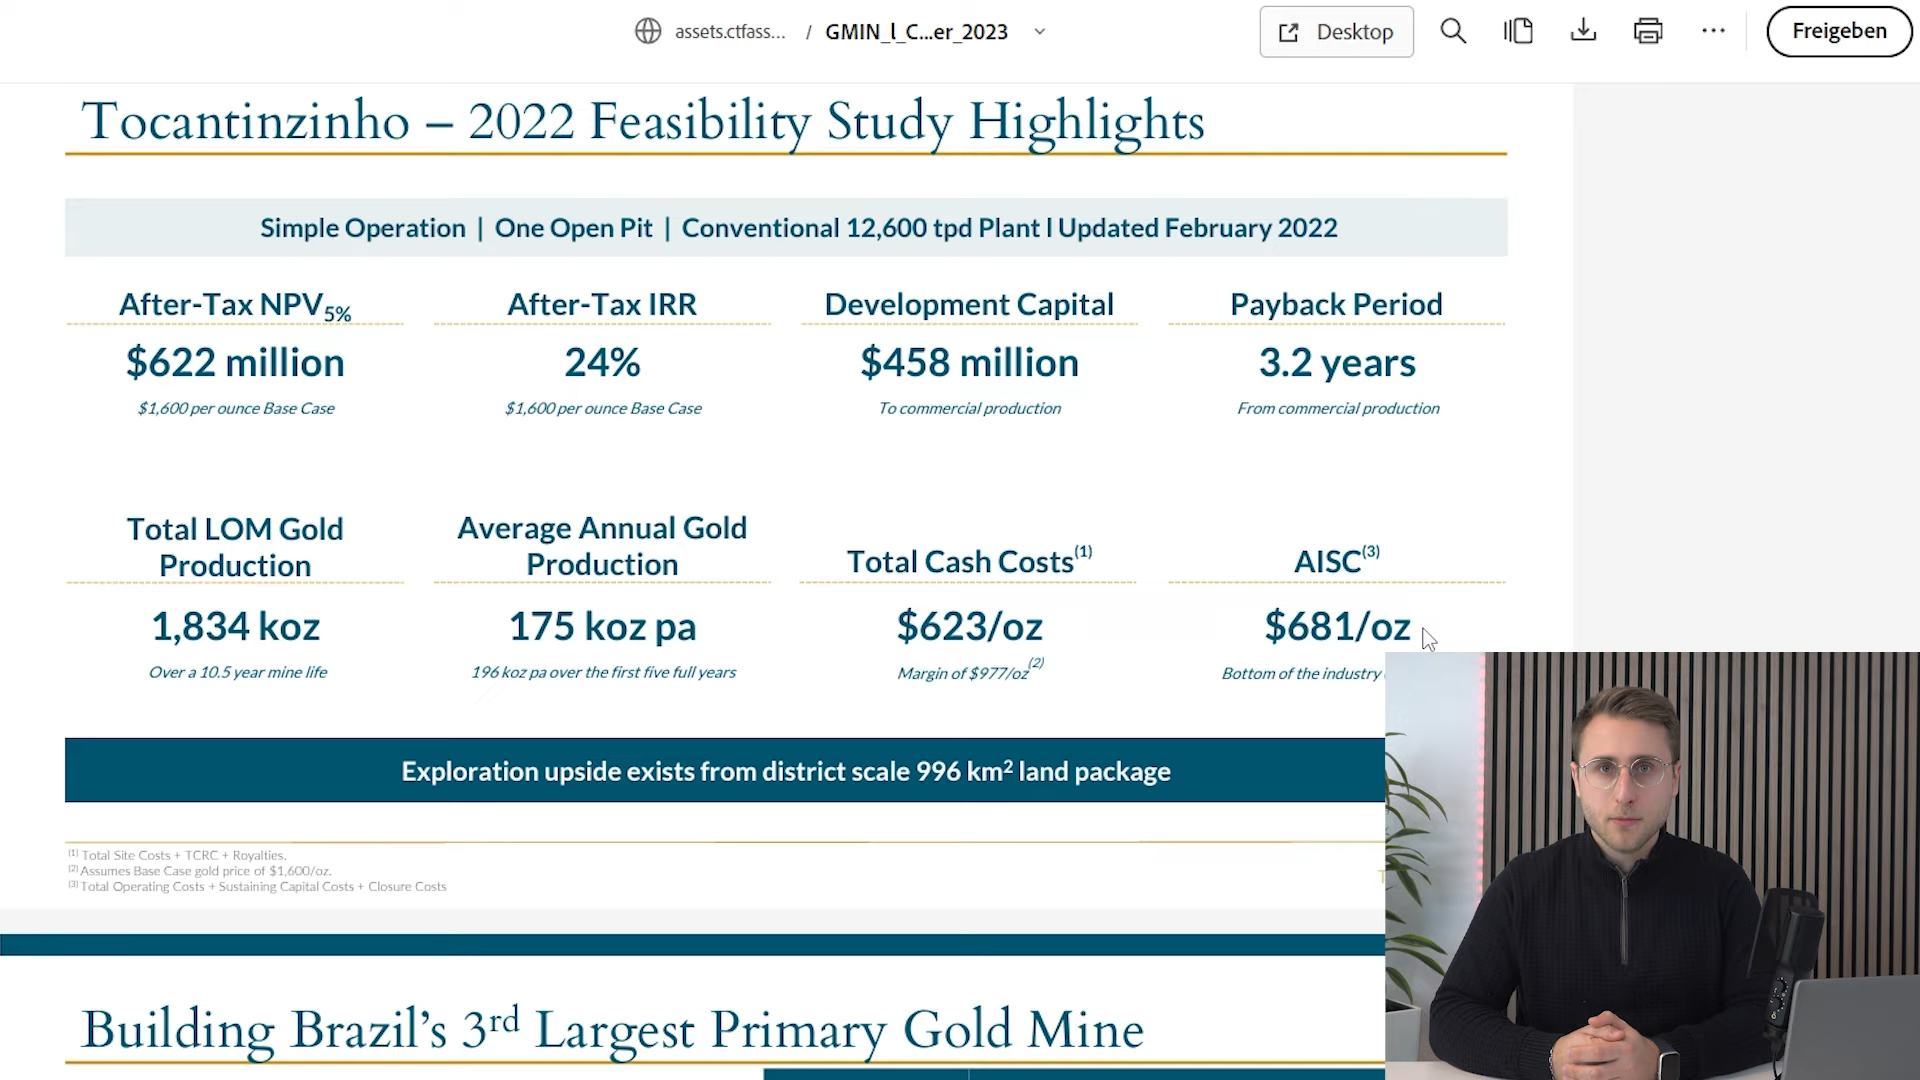 assets.ctfass... / GMIN_l_C...er_2023
Desktop
Freigeben
Tocantinzinho – 2022 Feasibility Study Highlights
Simple Operation | One Open Pit | Conventional 12,600 tpd Plant l Updated February 2022
After-Tax NPV5%
$622 million
$1,600 per ounce Base Case
After-Tax IRR
24%
$1,600 per ounce Base Case
Development Capital
$458 million
To commercial production
Payback Period
3.2 years
From commercial production
Total LOM Gold
Production
1,834 koz
Over a 10.5 year mine life
Average Annual Gold
Production
175 koz pa
196 koz pa over the first five full years
Total Cash Costs(1)
$623/oz
Margin of $977/oz(2)
AISC(3)
$681/oz
Bottom of the industry
Exploration upside exists from district scale 996 km2 land package
(1) Total Site Costs + TCRC + Royalties.
(2) Assumes Base Case gold price of $1,600/oz.
(3) Total Operating Costs + Sustaining Capital Costs + Closure Costs
Building Brazil's 3rd Largest Primary Gold Mine